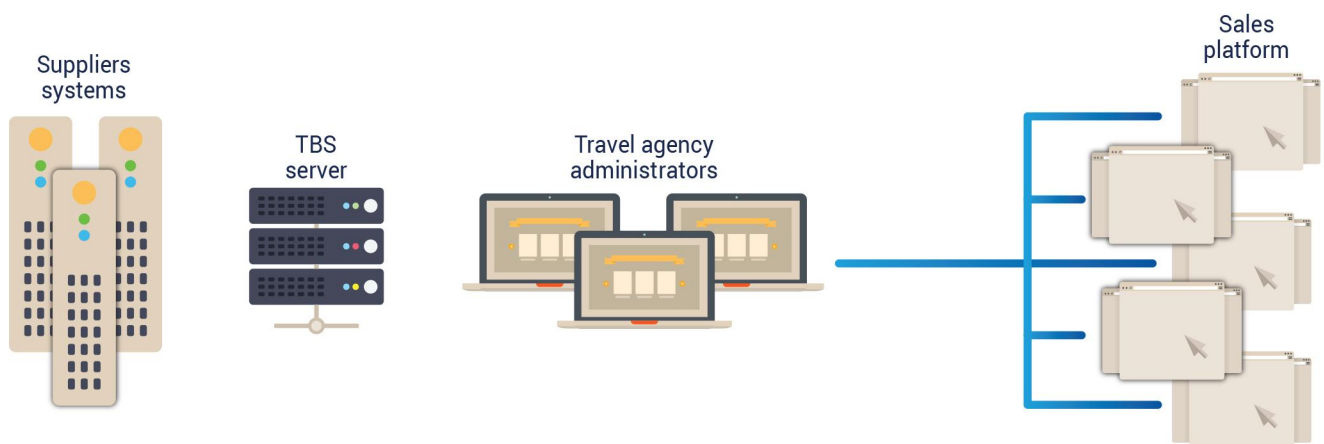 Suppliers
systems
TBS
server
Travel agency
administrators
Sales
platform